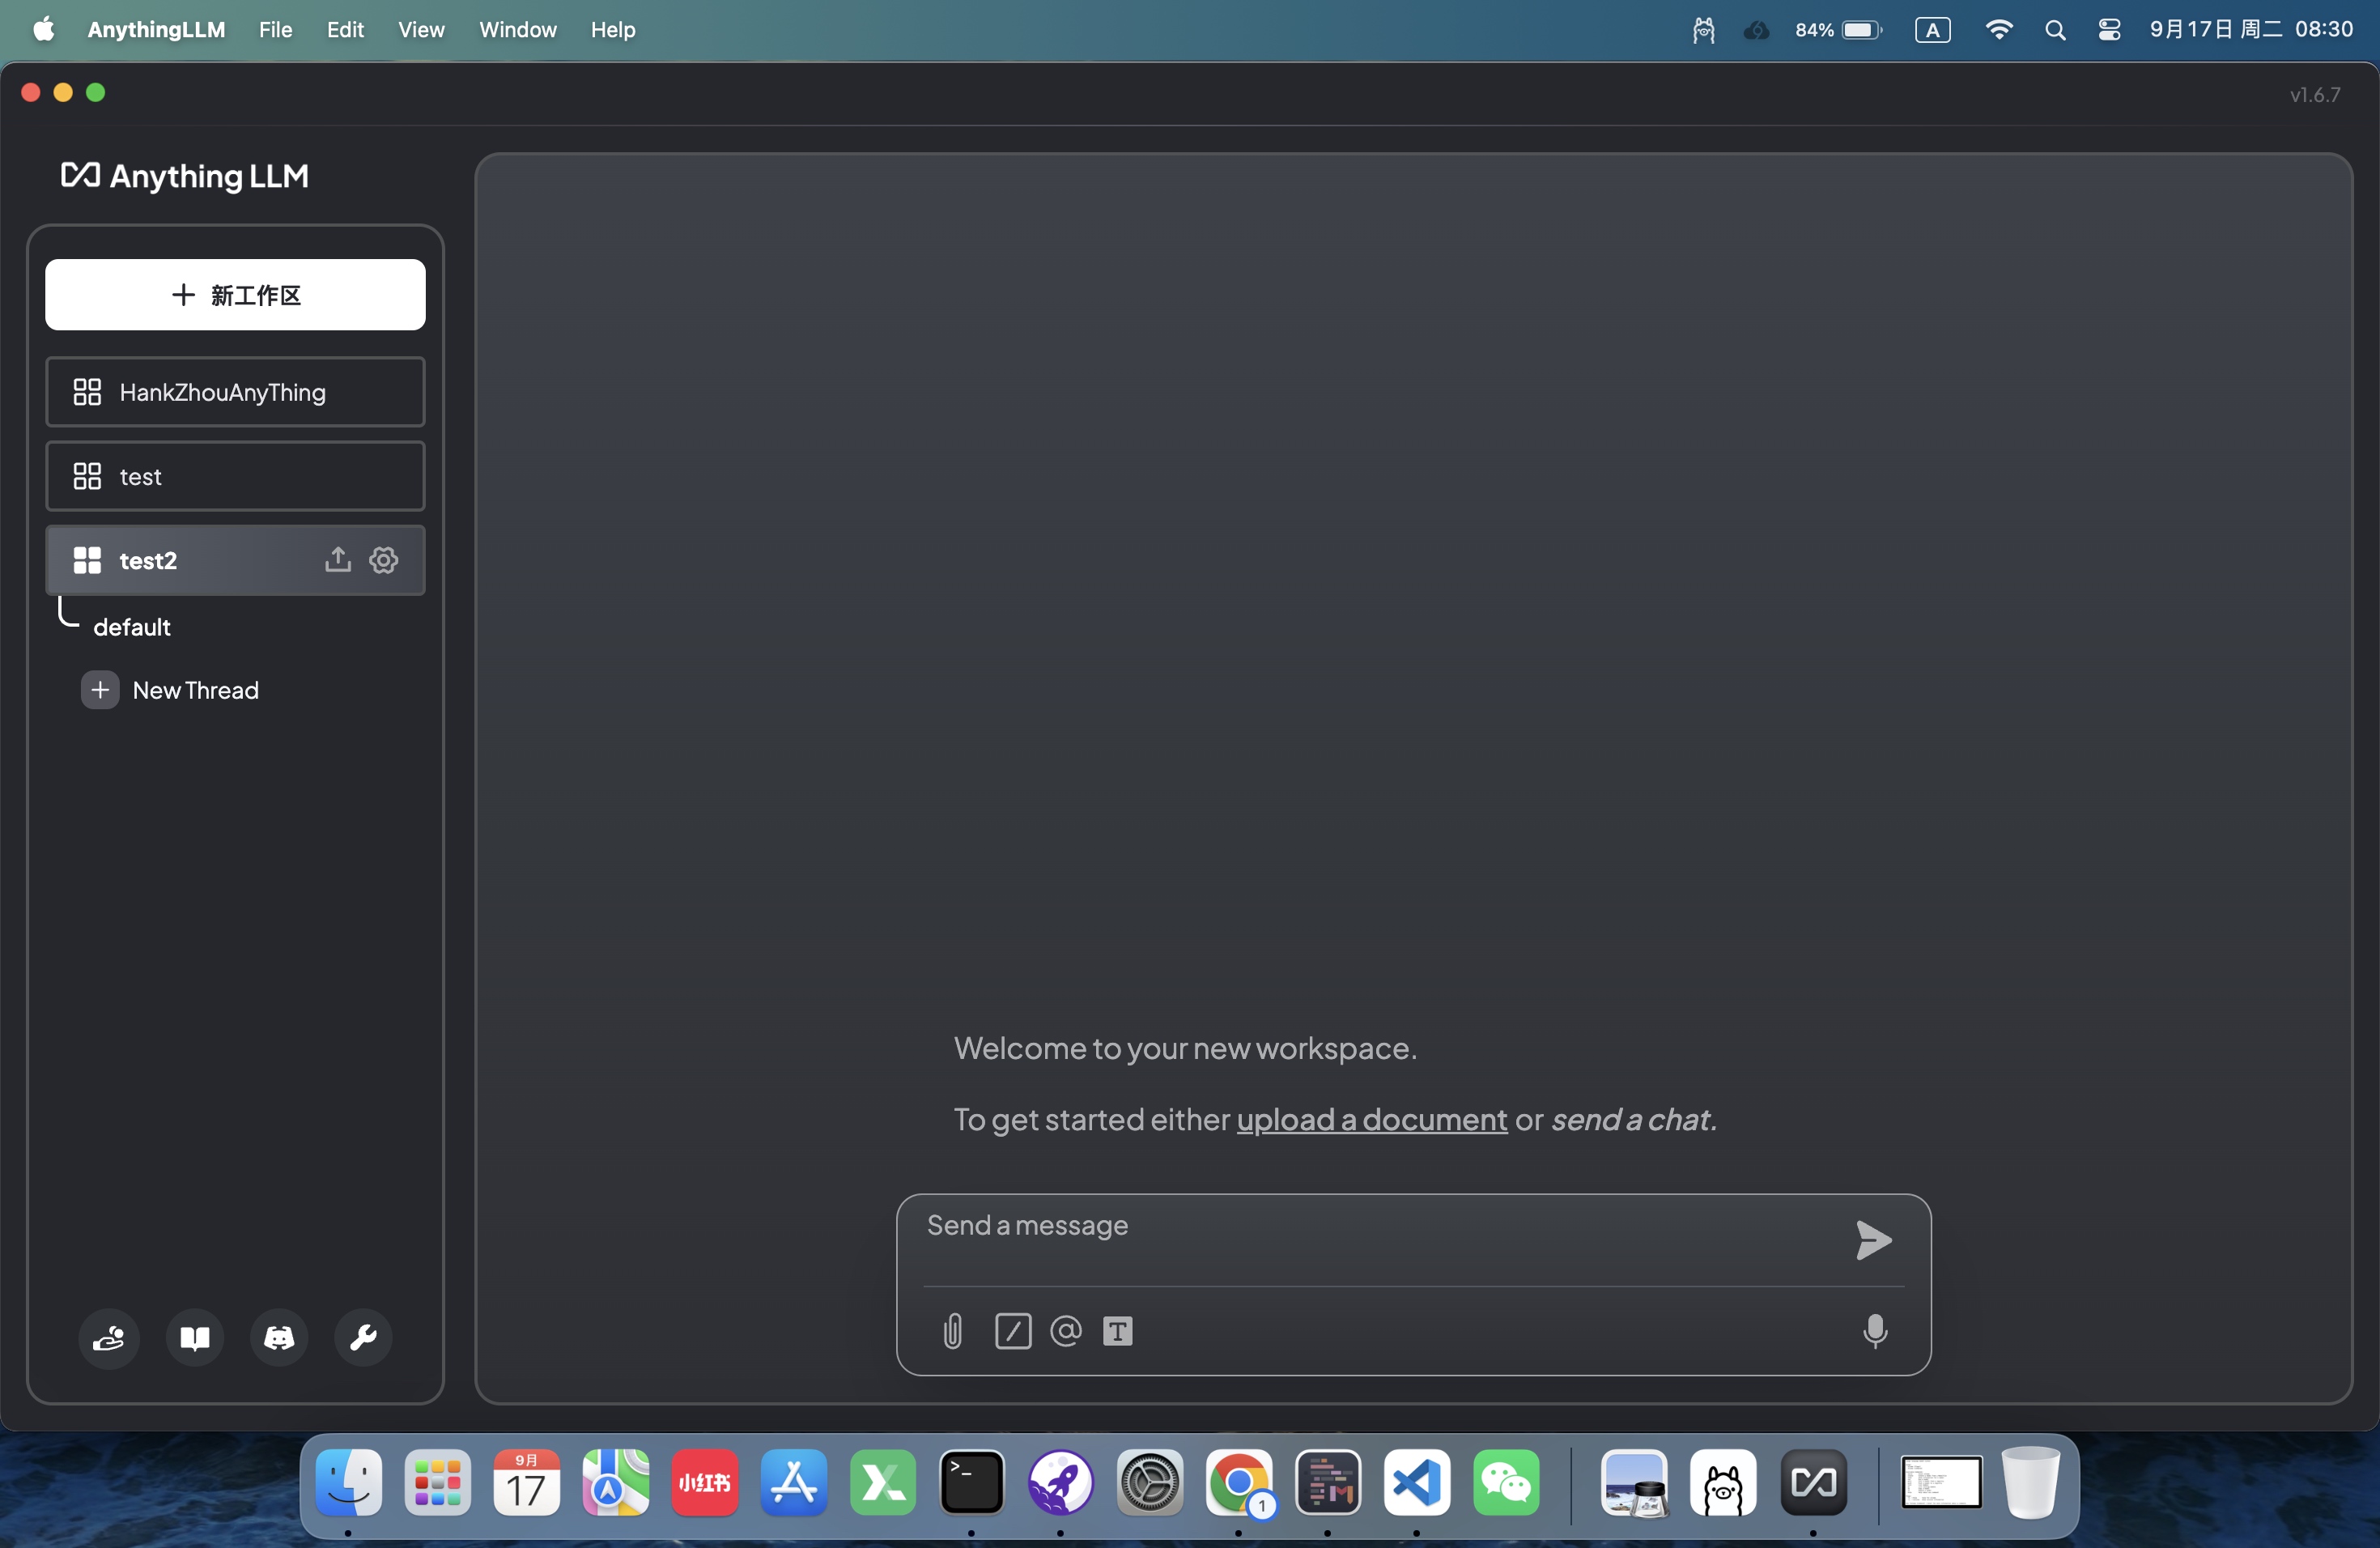 AnythingLLM File Edit View Window Help 84% A 9月17日 周二 08:30
v1.6.7
Anything LLM
新工作区
HankZhouAnyThing
test
test2
default
New Thread
Welcome to your new workspace.
To get started either upload a document or send a chat.
Send a message
9月
17
小红书
1